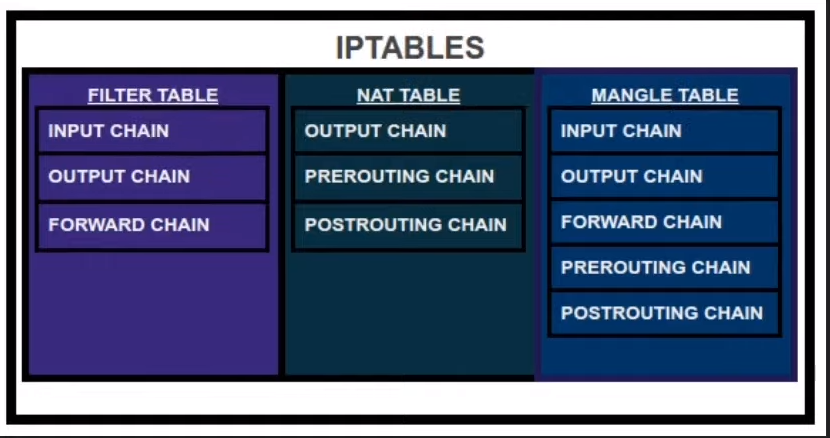 IPTABLES
FILTER TABLE
INPUT CHAIN
OUTPUT CHAIN
FORWARD CHAIN
NAT TABLE
OUTPUT CHAIN
PREROUTING CHAIN
POSTROUTING CHAIN
MANGLE TABLE
INPUT CHAIN
OUTPUT CHAIN
FORWARD CHAIN
PREROUTING CHAIN
POSTROUTING CHAIN